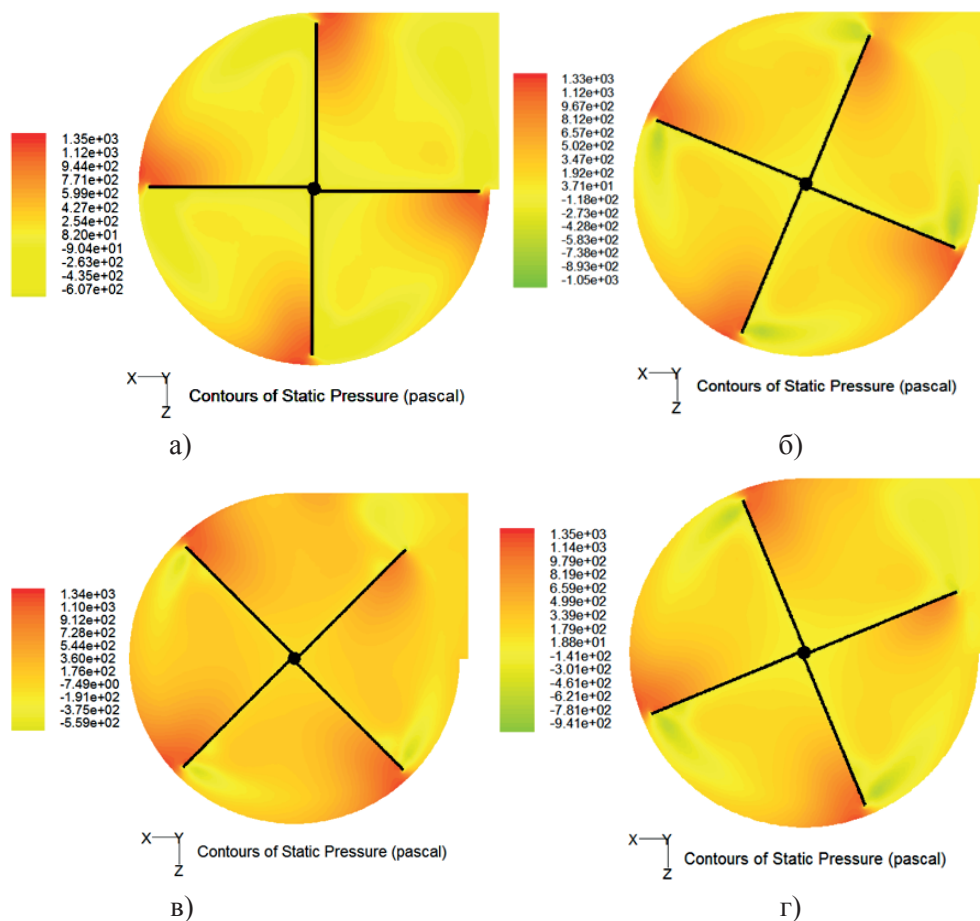 1.35e+03
1.12e+03
9.44e+02
7.71e+02
5.99e+02
4.27e+02
2.54e+02
8.20e+01
-9.04e+01
-2.63e+02
-4.35e+02
-6.07e+02
X Y
Z
Contours of Static Pressure (pascal)
а)
1.33e+03
1.12e+03
9.67e+02
8.12e+02
6.57e+02
5.02e+02
3.47e+02
1.92e+02
3.71e+01
-1.18e+02
-2.73e+02
-4.28e+02
-5.83e+02
-7.38e+02
-8.93e+02
-1.05e+03
X Y
Z
Contours of Static Pressure (pascal)
б)
1.34e+03
1.10e+03
9.12e+02
7.28e+02
5.44e+02
3.60e+02
1.76e+02
-7.49e+00
-1.91e+02
-3.75e+02
-5.59e+02
X Y
Z
Contours of Static Pressure (pascal)
в)
1.35e+03
1.14e+03
9.79e+02
8.19e+02
6.59e+02
4.99e+02
3.39e+02
1.79e+02
1.88e+01
-1.41e+02
-3.01e+02
-4.61e+02
-6.21e+02
-7.81e+02
-9.41e+02
X Y
Z
Contours of Static Pressure (pascal)
г)